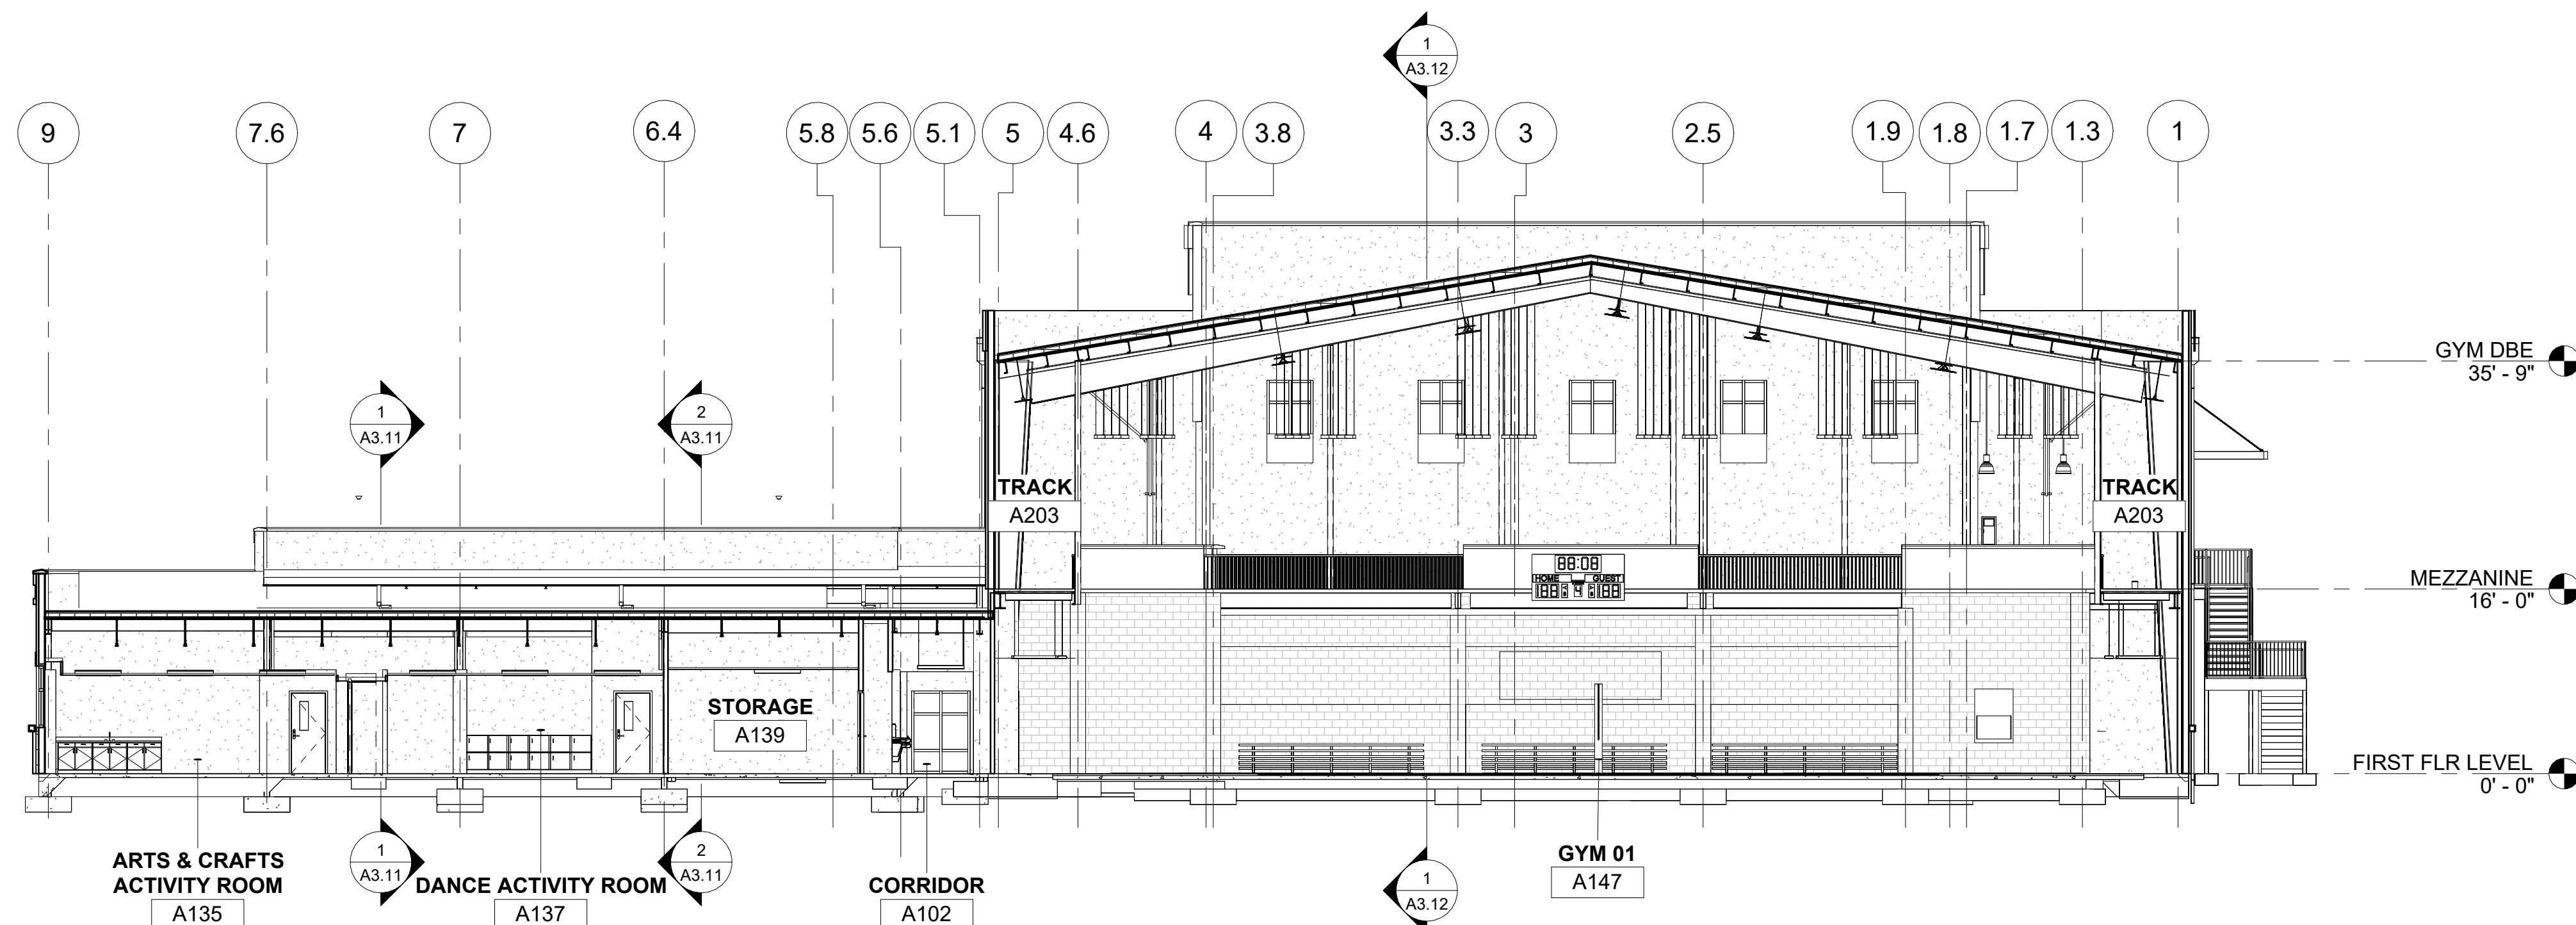 1
A3.12
9
7.6
7
6.4
5.8
5.6
5.1
5
4.6
4
3.8
3.3
3
2.5
1.9
1.8
1.7
1.3
1
GYM DBE
35' - 9"
1
A3.11
2
A3.11
TRACK
A203
TRACK
A203
88:08
HOME
GUEST
88
4
88
MEZZANINE
16' - 0"
STORAGE
A139
FIRST FLR LEVEL
0' - 0"
ARTS & CRAFTS
ACTIVITY ROOM
A135
1
A3.11
DANCE ACTIVITY ROOM
A137
2
A3.11
CORRIDOR
A102
1
A3.12
GYM 01
A147